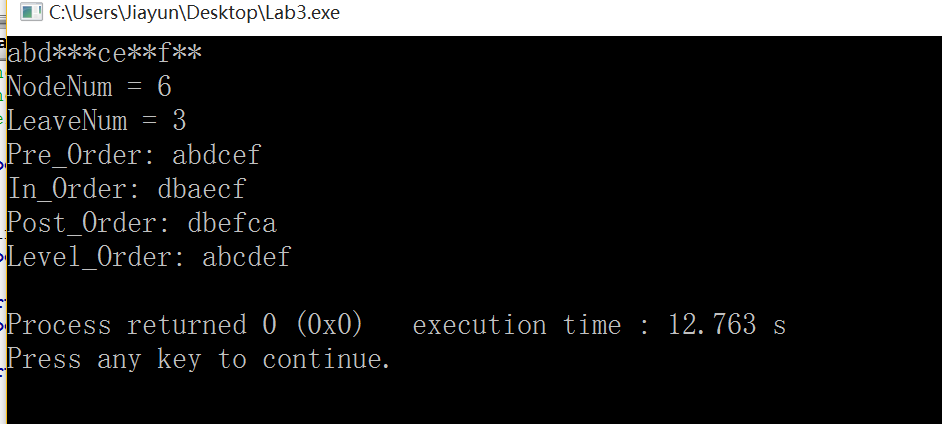 C:\Users\Jiayun\Desktop\Lab3.exe
abd***ce**f**
NodeNum = 6
LeaveNum = 3
Pre_Order: abdcef
In_Order: dbaecf
Post_Order: dbefca
Level_Order: abcdef
Process returned 0 (0x0)   execution time : 12.763 s
Press any key to continue.